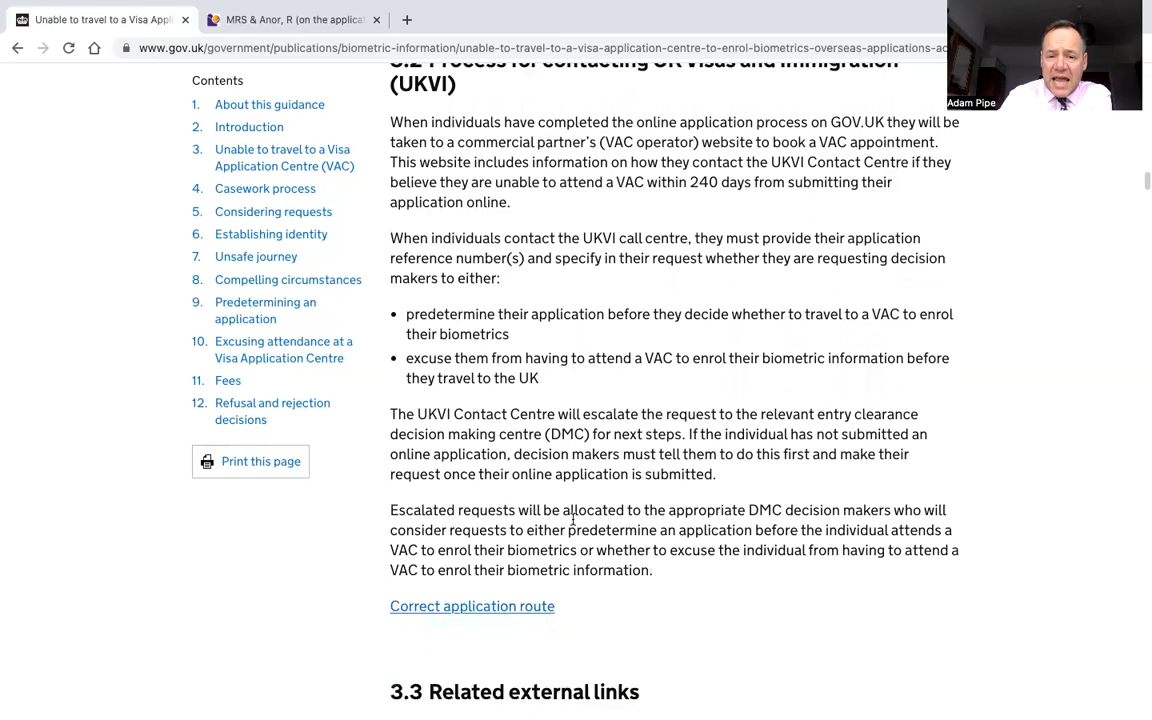 Unable to travel to a Visa Appli
MRS & Anor, R (on the applicat
www.gov.uk/government/publications/biometric-information/unable-to-travel-to-a-visa-application-centre-to-enrol-biometrics-overseas-applications-ac
Adam Pipe
Contents
1. About this guidance
2. Introduction
3. Unable to travel to a Visa
Application Centre (VAC)
4. Casework process
5. Considering requests
6. Establishing identity
7. Unsafe journey
8. Compelling circumstances
9. Predetermining an
application
10. Excusing attendance at a
Visa Application Centre
11. Fees
12. Refusal and rejection
decisions
Print this page
3.2 Process for contacting UK Visas and Immigration
(UKVI)
When individuals have completed the online application process on GOV.UK they will be
taken to a commercial partner's (VAC operator) website to book a VAC appointment.
This website includes information on how they contact the UKVI Contact Centre if they
believe they are unable to attend a VAC within 240 days from submitting their
application online.
When individuals contact the UKVI call centre, they must provide their application
reference number(s) and specify in their request whether they are requesting decision
makers to either:
• predetermine their application before they decide whether to travel to a VAC to enrol
their biometrics
• excuse them from having to attend a VAC to enrol their biometric information before
they travel to the UK
The UKVI Contact Centre will escalate the request to the relevant entry clearance
decision making centre (DMC) for next steps. If the individual has not submitted an
online application, decision makers must tell them to do this first and make their
request once their online application is submitted.
Escalated requests will be allocated to the appropriate DMC decision makers who will
consider requests to either predetermine an application before the individual attends a
VAC to enrol their biometrics or whether to excuse the individual from having to attend a
VAC to enrol their biometric information.
Correct application route
3.3 Related external links